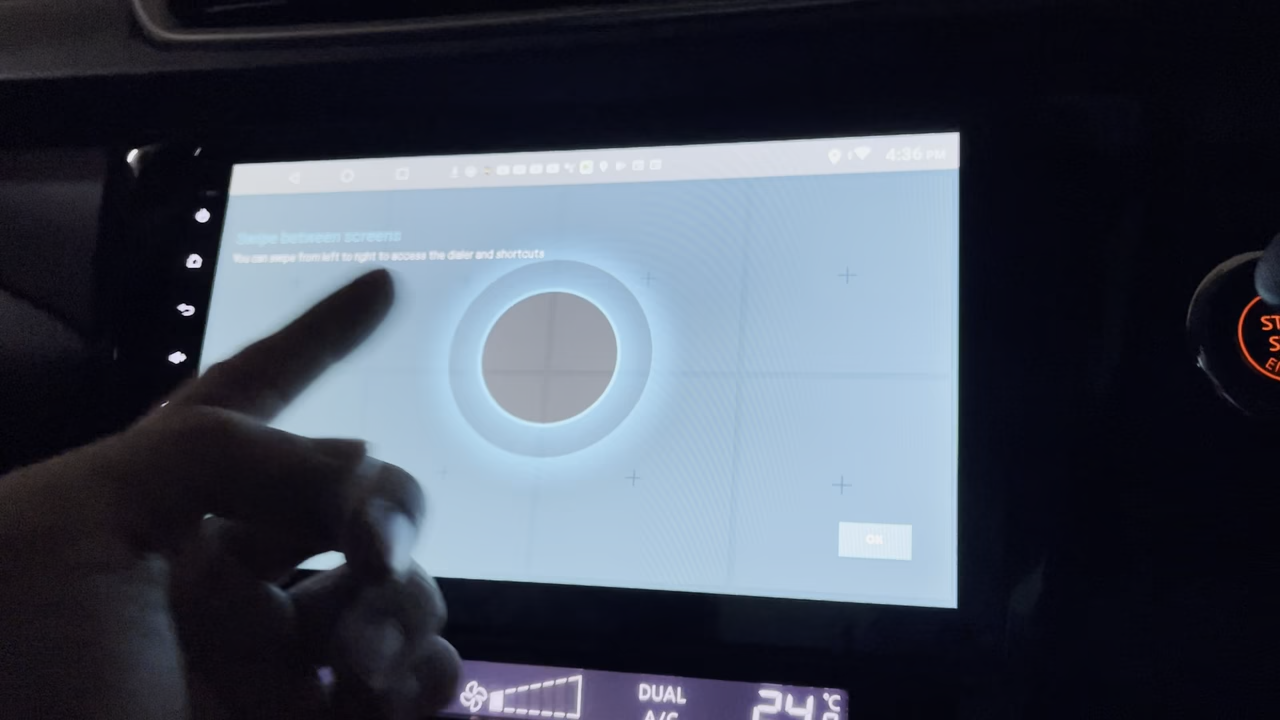 4:36 PM
Swipe between screens
You can swipe from left to right to access the dialer and shortcuts
DUAL
A/C
24°C